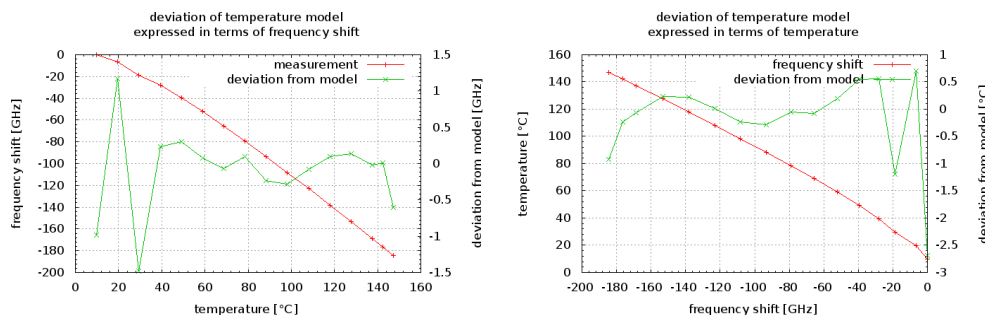 deviation of temperature model
expressed in terms of frequency shift
measurement
deviation from model
frequency shift [GHz]
0
-20
-40
-60
-80
-100
-120
-140
-160
-180
-200
1.5
1
0.5
0
-0.5
-1
-1.5
deviation from model [GHz]
0 20 40 60 80 100 120 140 160
temperature [°C]
deviation of temperature model
expressed in terms of temperature
frequency shift
deviation from model
temperature [°C]
160
140
120
100
80
60
40
20
0
1
0.5
0
-0.5
-1
-1.5
-2
-2.5
-3
deviation from model [°C]
-200 -180 -160 -140 -120 -100 -80 -60 -40 -20 0
frequency shift [GHz]